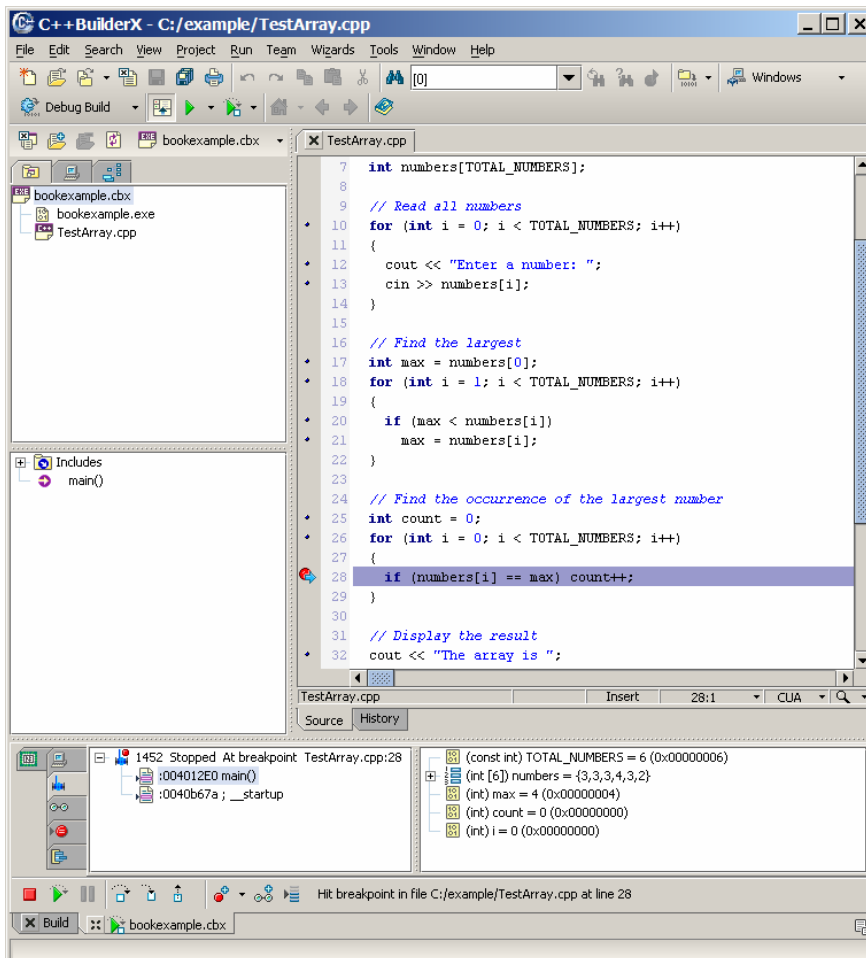 C++BuilderX - C:/example/TestArray.cpp
File Edit Search View Project Run Team Wizards Tools Window Help
[0]
Windows
Debug Build
bookexample.cbx
TestArray.cpp
bookexample.cbx
bookexample.exe
TestArray.cpp
7 int numbers[TOTAL_NUMBERS];
8
9 // Read all numbers
10 for (int i = 0; i < TOTAL_NUMBERS; i++)
11 {
12 cout << "Enter a number: ";
13 cin >> numbers[i];
14 }
15
16 // Find the largest
17 int max = numbers[0];
18 for (int i = 1; i < TOTAL_NUMBERS; i++)
19 {
20 if (max < numbers[i])
21 max = numbers[i];
22 }
23
24 // Find the occurrence of the largest number
25 int count = 0;
26 for (int i = 0; i < TOTAL_NUMBERS; i++)
27 {
28 if (numbers[i] == max) count++;
29 }
30
31 // Display the result
32 cout << "The array is ";
Includes
main()
TestArray.cpp Insert 28:1 CUA
Source History
1452 Stopped At breakpoint TestArray.cpp:28
:004012E0 main()
:0040b67a ; __startup
(const int) TOTAL_NUMBERS = 6 (0x00000006)
(int [6]) numbers = {3,3,3,4,3,2}
(int) max = 4 (0x00000004)
(int) count = 0 (0x00000000)
(int) i = 0 (0x00000000)
Hit breakpoint in file C:/example/TestArray.cpp at line 28
Build bookexample.cbx